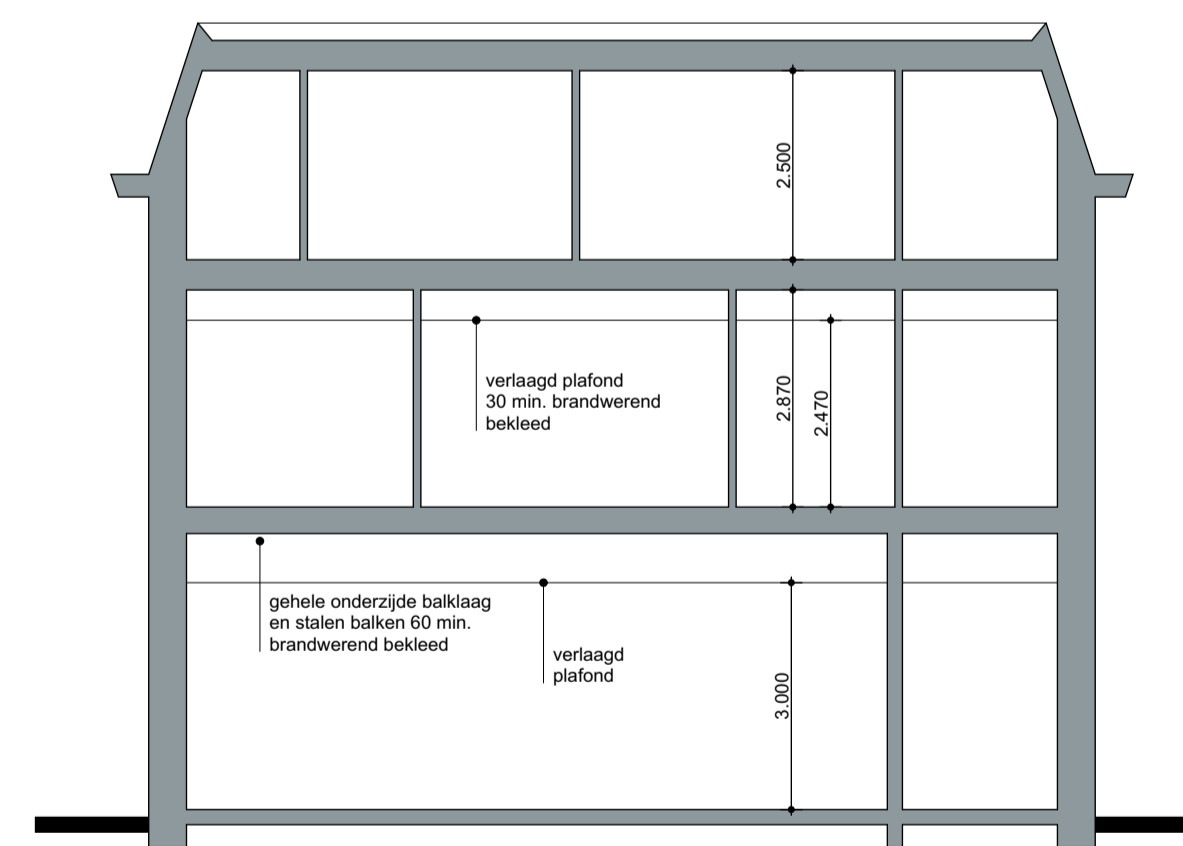 2.500
verlaagd plafond
30 min. brandwerend
bekleed
2.870
2.470
gehele onderzijde balklaag
en stalen balken 60 min.
brandwerend bekleed
verlaagd
plafond
3.000